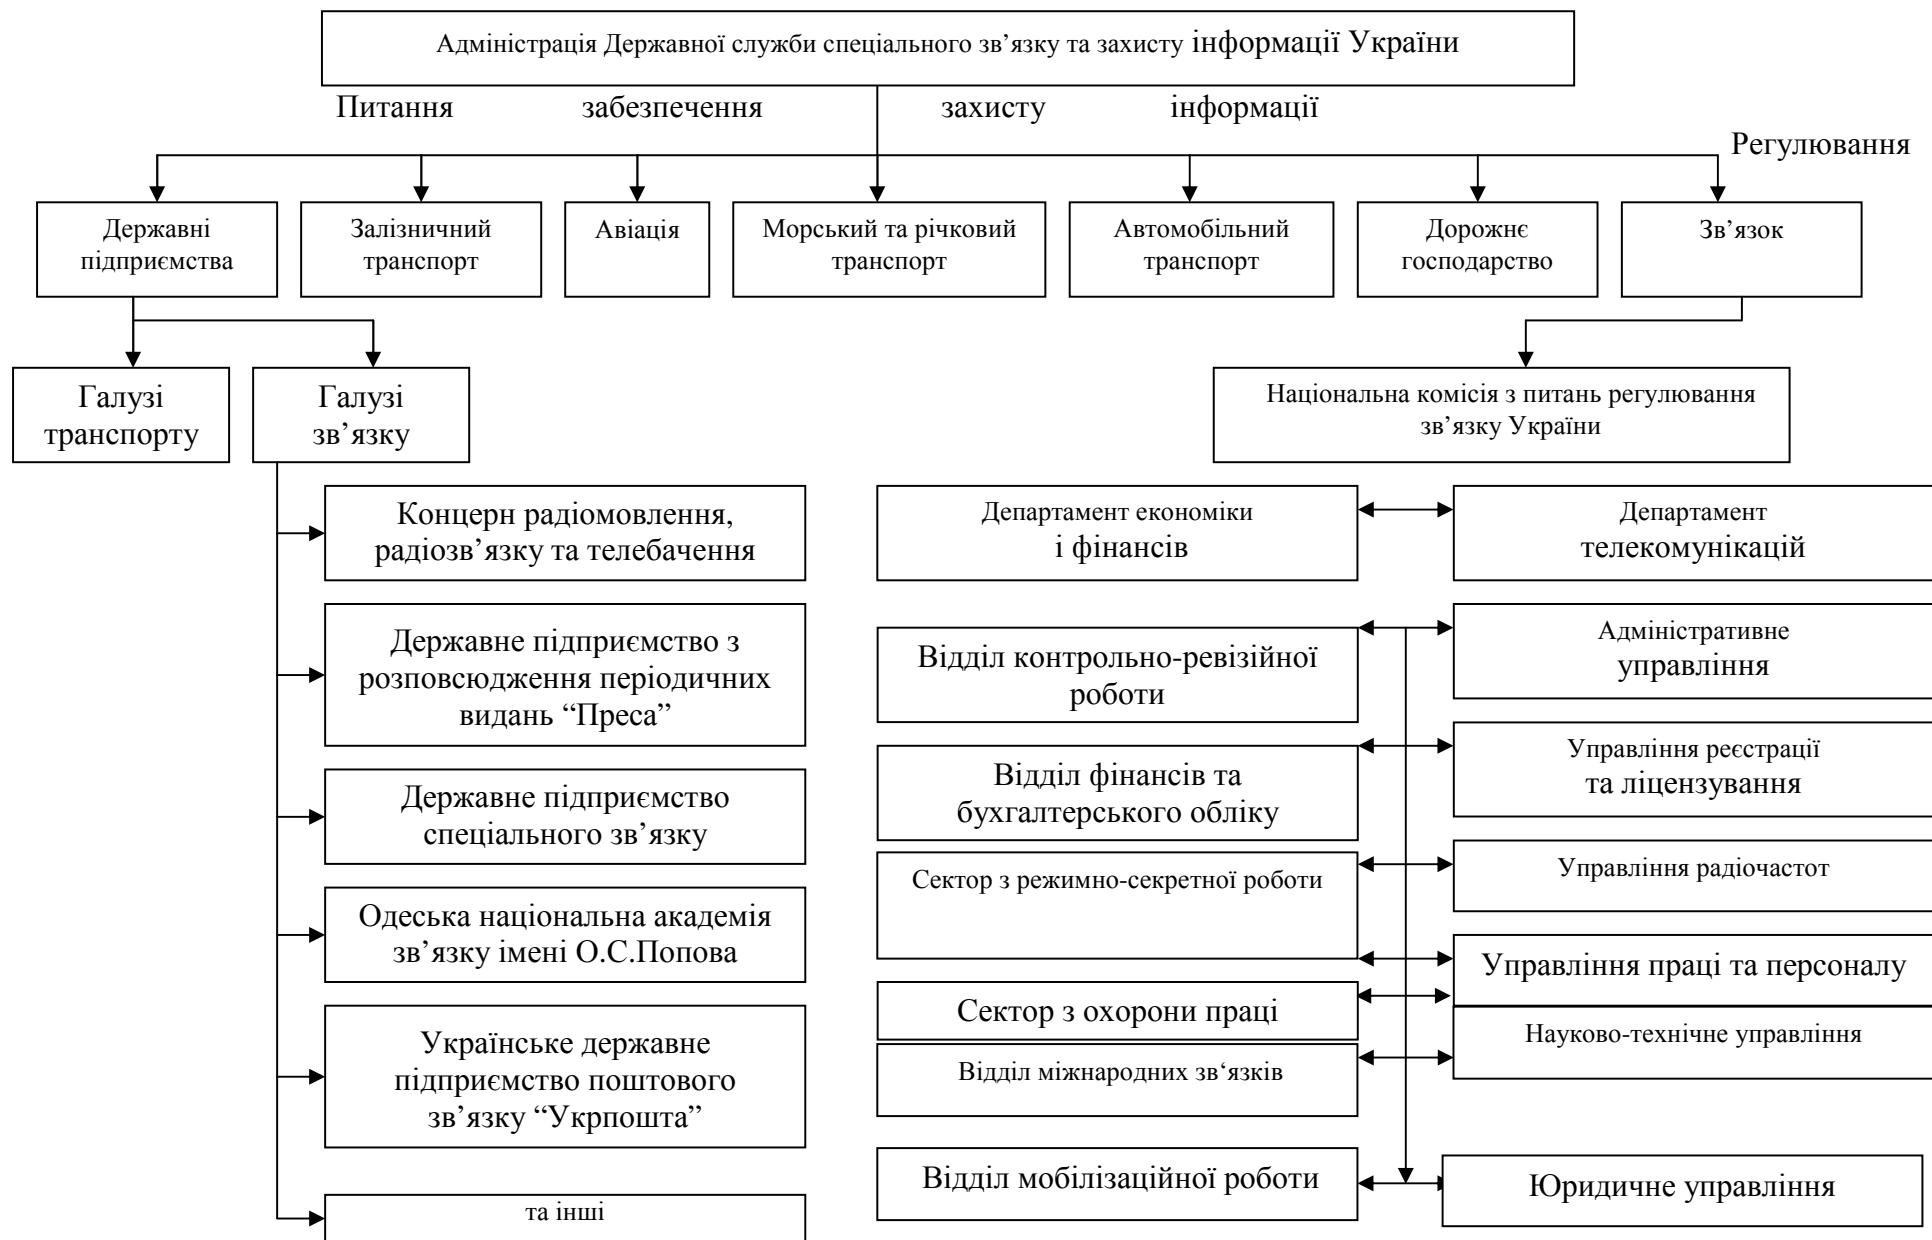 Адміністрація Державної служби спеціального зв’язку та захисту інформації України
Питання забезпечення захисту інформації
Регулювання
Державні
підприємства
Залізничний
транспорт
Авіація
Морський та річковий
транспорт
Автомобільний
транспорт
Дорожнє
господарство
Зв’язок
Галузі
транспорту
Галузі
зв’язку
Національна комісія з питань регулювання
зв’язку України
Концерн радіомовлення,
радіозв’язку та телебачення
Державне підприємство з
розповсюдження періодичних
видань “Преса”
Державне підприємство
спеціального зв’язку
Одеська національна академія
зв’язку імені О.С.Попова
Українське державне
підприємство поштового
зв’язку “Укрпошта”
та інші
Департамент економіки
і фінансів
Відділ контрольно-ревізійної
роботи
Відділ фінансів та
бухгалтерського обліку
Сектор з режимно-секретної роботи
Сектор з охорони праці
Відділ міжнародних зв‘язків
Відділ мобілізаційної роботи
Департамент
телекомунікацій
Адміністративне
управління
Управління реєстрації
та ліцензування
Управління радіочастот
Управління праці та персоналу
Науково-технічне управління
Юридичне управління